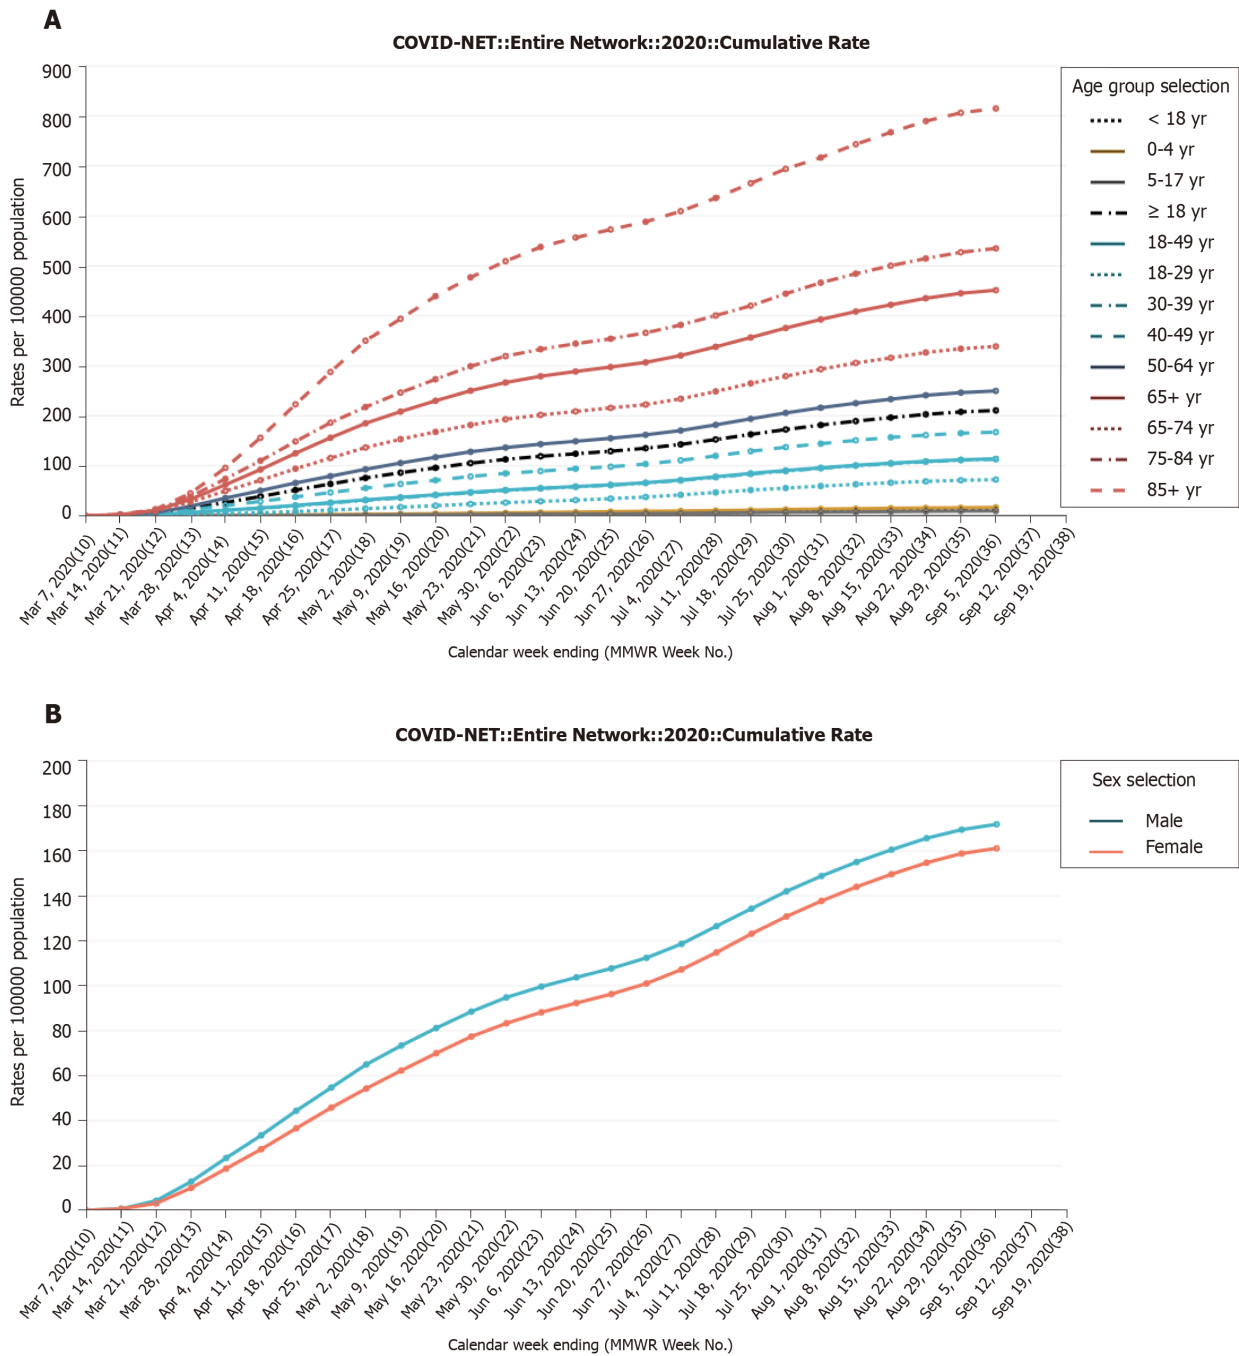 A
COVID-NET::Entire Network::2020::Cumulative Rate
Rates per 100000 population
900
800
700
600
500
400
300
200
100
0
Mar 7, 2020(10)
Mar 14, 2020(11)
Mar 21, 2020(12)
Mar 28, 2020(13)
Apr 4, 2020(14)
Apr 11, 2020(15)
Apr 18, 2020(16)
Apr 25, 2020(17)
May 2, 2020(18)
May 9, 2020(19)
May 16, 2020(20)
May 23, 2020(21)
May 30, 2020(22)
Jun 6, 2020(23)
Jun 13, 2020(24)
Jun 20, 2020(25)
Jun 27, 2020(26)
Jul 4, 2020(27)
Jul 11, 2020(28)
Jul 18, 2020(29)
Jul 25, 2020(30)
Aug 1, 2020(31)
Aug 8, 2020(32)
Aug 15, 2020(33)
Aug 22, 2020(34)
Aug 29, 2020(35)
Sep 5, 2020(36)
Sep 12, 2020(37)
Sep 19, 2020(38)
Calendar week ending (MMWR Week No.)
Age group selection
< 18 yr
0-4 yr
5-17 yr
≥ 18 yr
18-49 yr
18-29 yr
30-39 yr
40-49 yr
50-64 yr
65+ yr
65-74 yr
75-84 yr
85+ yr
B
COVID-NET::Entire Network::2020::Cumulative Rate
Rates per 100000 population
200
180
160
140
120
100
80
60
40
20
0
Mar 7, 2020(10)
Mar 14, 2020(11)
Mar 21, 2020(12)
Mar 28, 2020(13)
Apr 4, 2020(14)
Apr 11, 2020(15)
Apr 18, 2020(16)
Apr 25, 2020(17)
May 2, 2020(18)
May 9, 2020(19)
May 16, 2020(20)
May 23, 2020(21)
May 30, 2020(22)
Jun 6, 2020(23)
Jun 13, 2020(24)
Jun 20, 2020(25)
Jun 27, 2020(26)
Jul 4, 2020(27)
Jul 11, 2020(28)
Jul 18, 2020(29)
Jul 25, 2020(30)
Aug 1, 2020(31)
Aug 8, 2020(32)
Aug 15, 2020(33)
Aug 22, 2020(34)
Aug 29, 2020(35)
Sep 5, 2020(36)
Sep 12, 2020(37)
Sep 19, 2020(38)
Calendar week ending (MMWR Week No.)
Sex selection
Male
Female